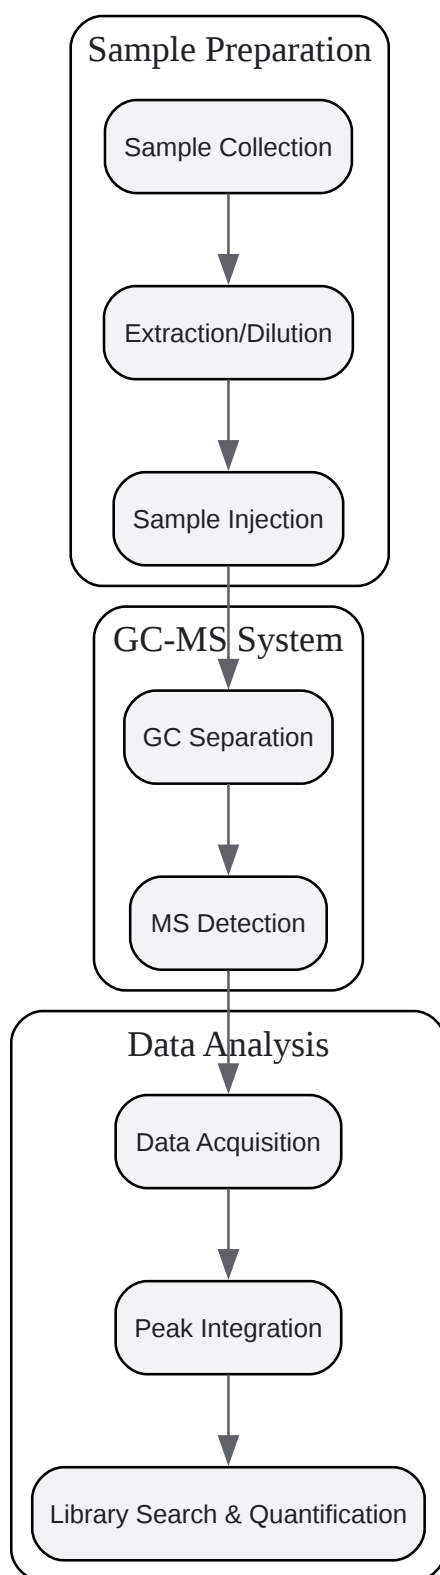 Sample Preparation
Sample Collection
Extraction/Dilution
Sample Injection
GC-MS System
GC Separation
MS Detection
Data Analysis
Data Acquisition
Peak Integration
Library Search & Quantification